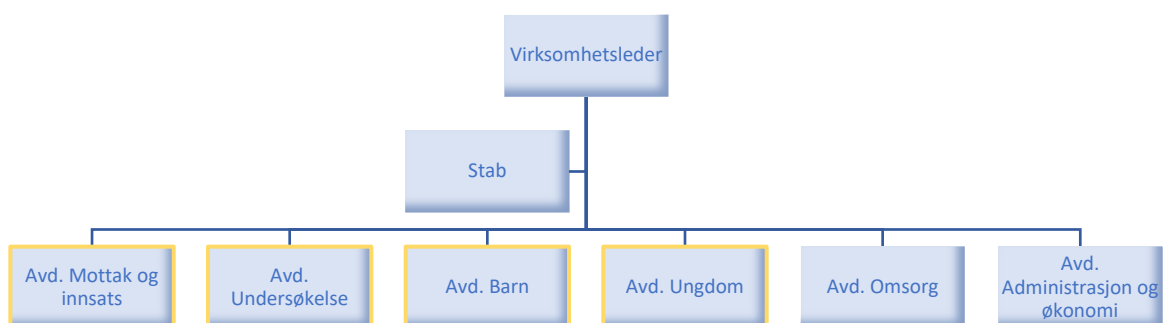 Virksomhetsleder
Stab
Avd. Mottak og
innsats
Avd.
Undersøkelse
Avd. Barn
Avd. Ungdom
Avd. Omsorg
Avd.
Administrasjon og
økonomi